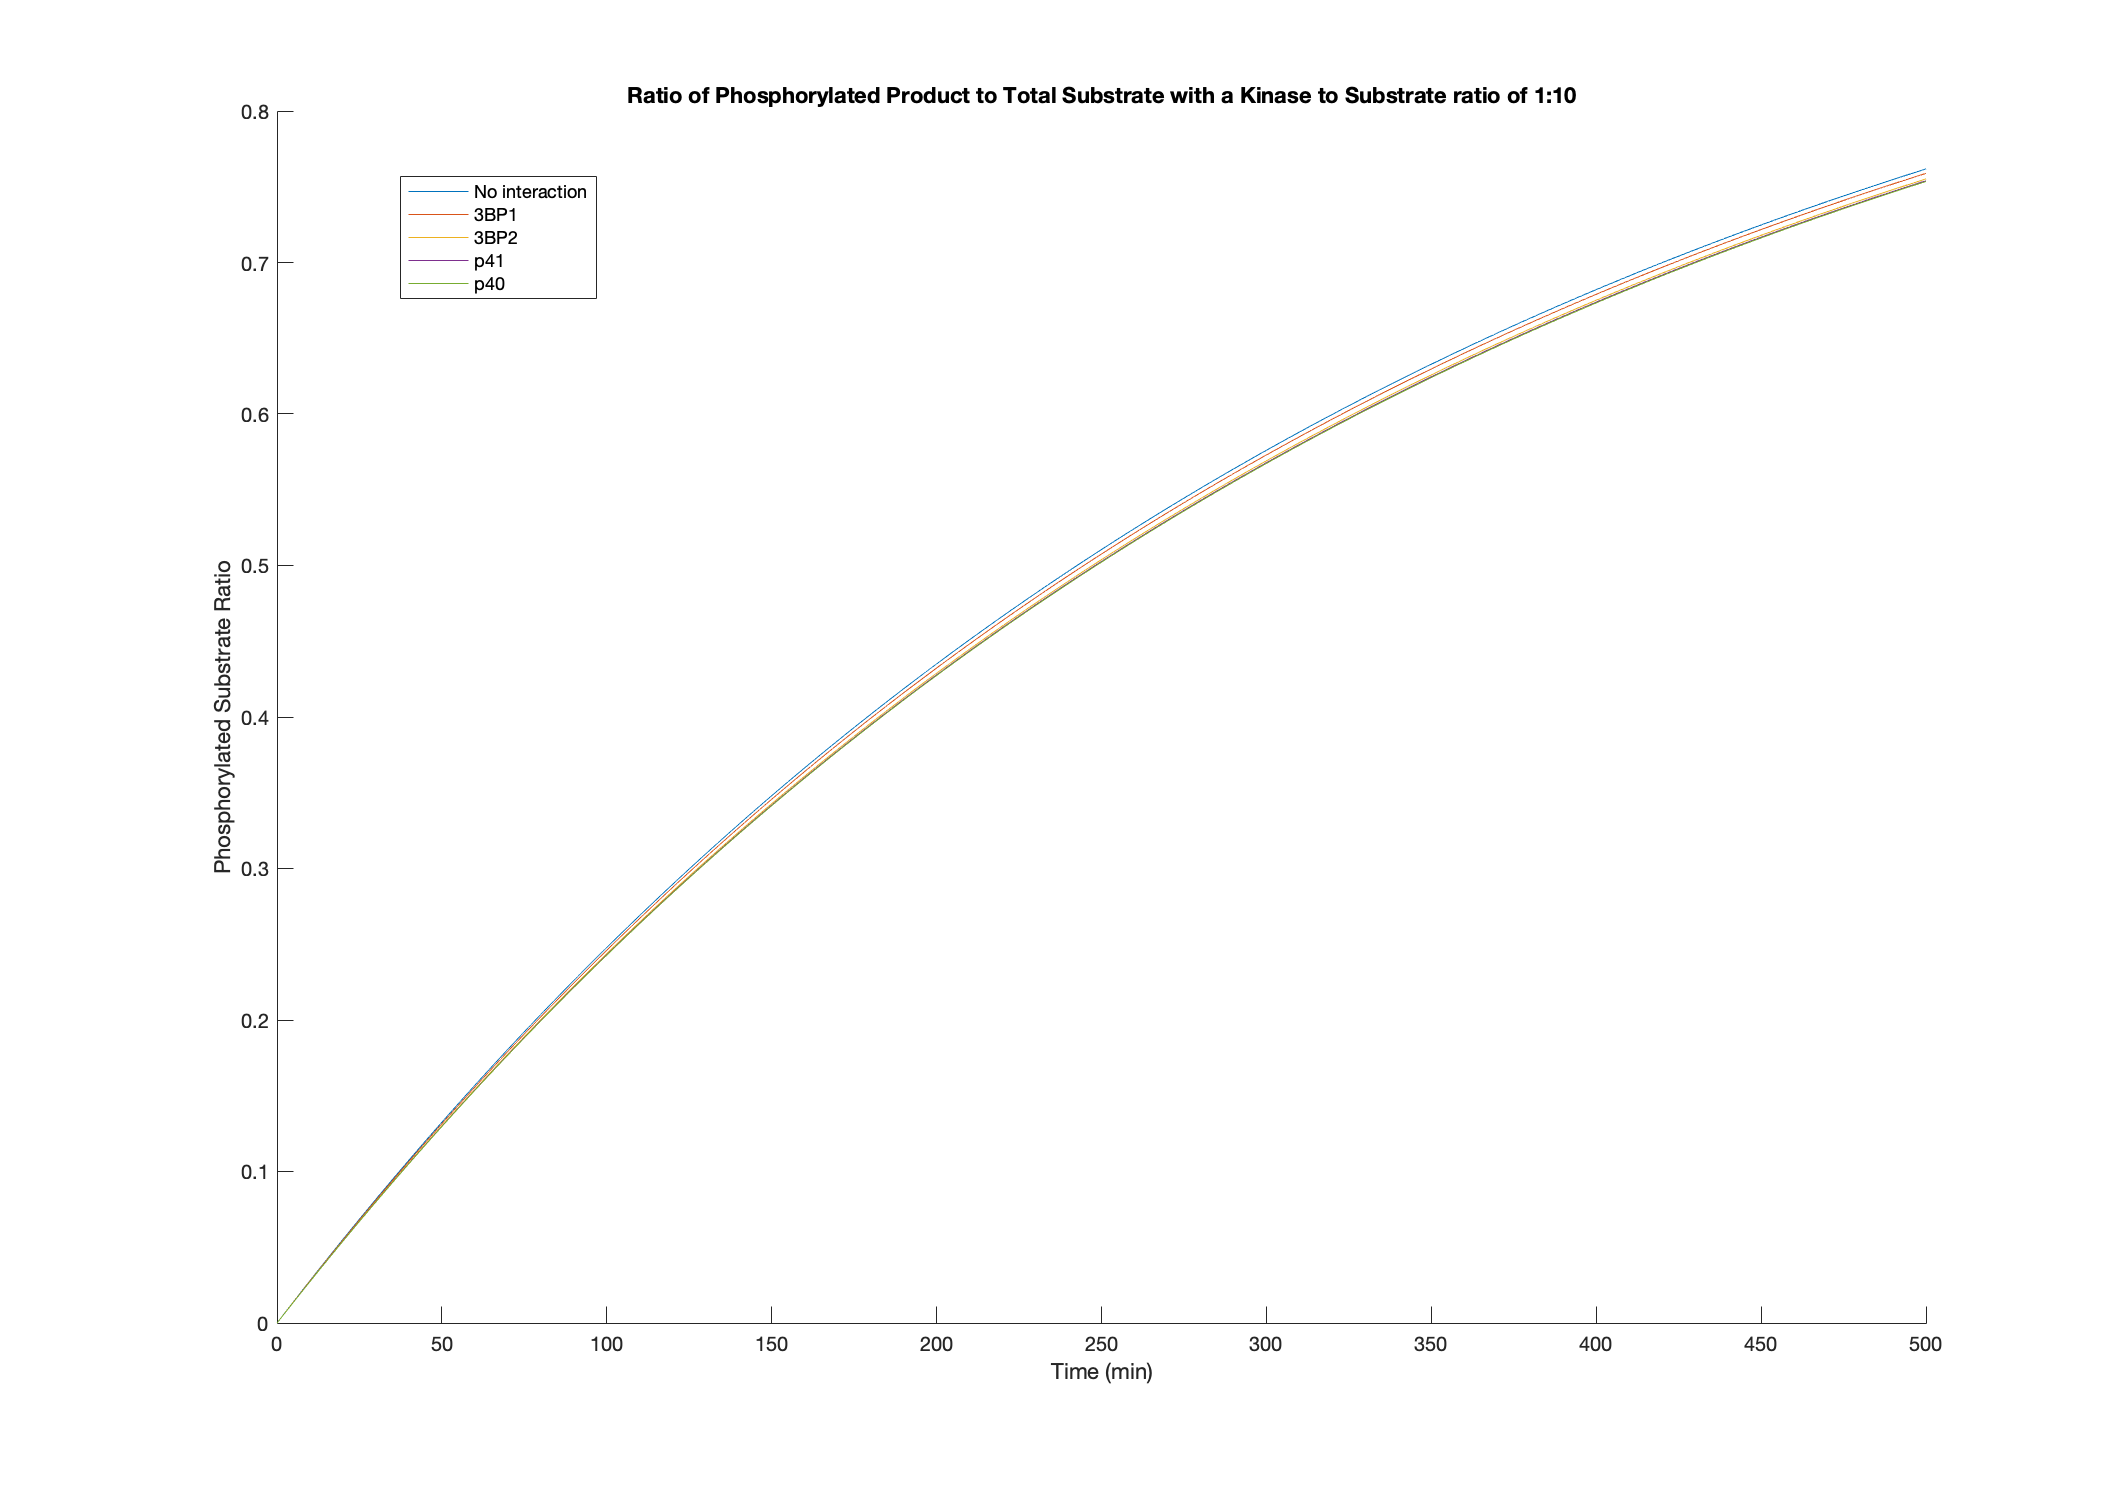 Ratio of Phosphorylated Product to Total Substrate with a Kinase to Substrate ratio of 1:10
0.8
No interaction
3BP1
3BP2
p41
p40
0.7
0.6
0.5
0.4
0.3
0.2
0.1
0
Phosphorylated Substrate Ratio
0 50 100 150 200 250 300 350 400 450 500
Time (min)